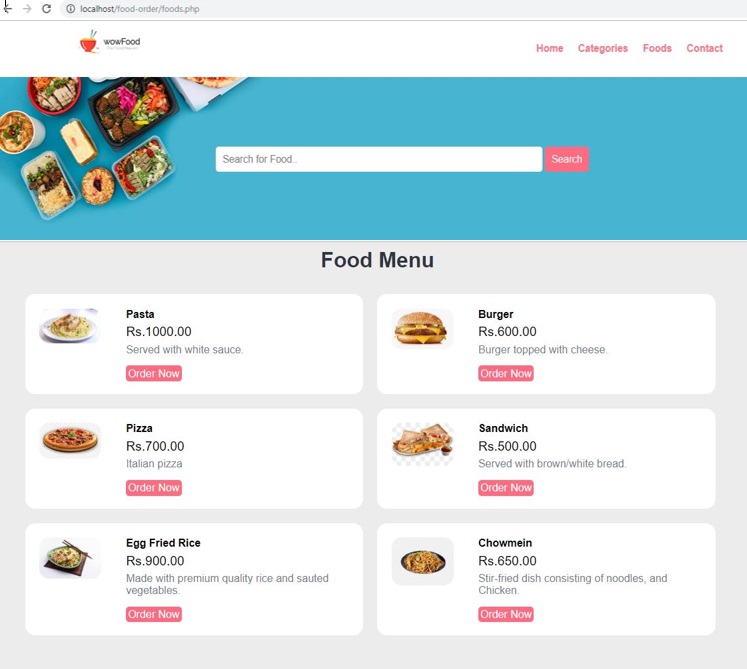 localhost/food-order/foods.php
wowFood
Home Categories Foods Contact
Search for Food.. Search
Food Menu
Pasta
Rs.1000.00
Served with white sauce.
Order Now
Burger
Rs.600.00
Burger topped with cheese.
Order Now
Pizza
Rs.700.00
Italian pizza
Order Now
Sandwich
Rs.500.00
Served with brown/white bread.
Order Now
Egg Fried Rice
Rs.900.00
Made with premium quality rice and sauted
vegetables.
Order Now
Chowmein
Rs.650.00
Stir-fried dish consisting of noodles, and
Chicken.
Order Now